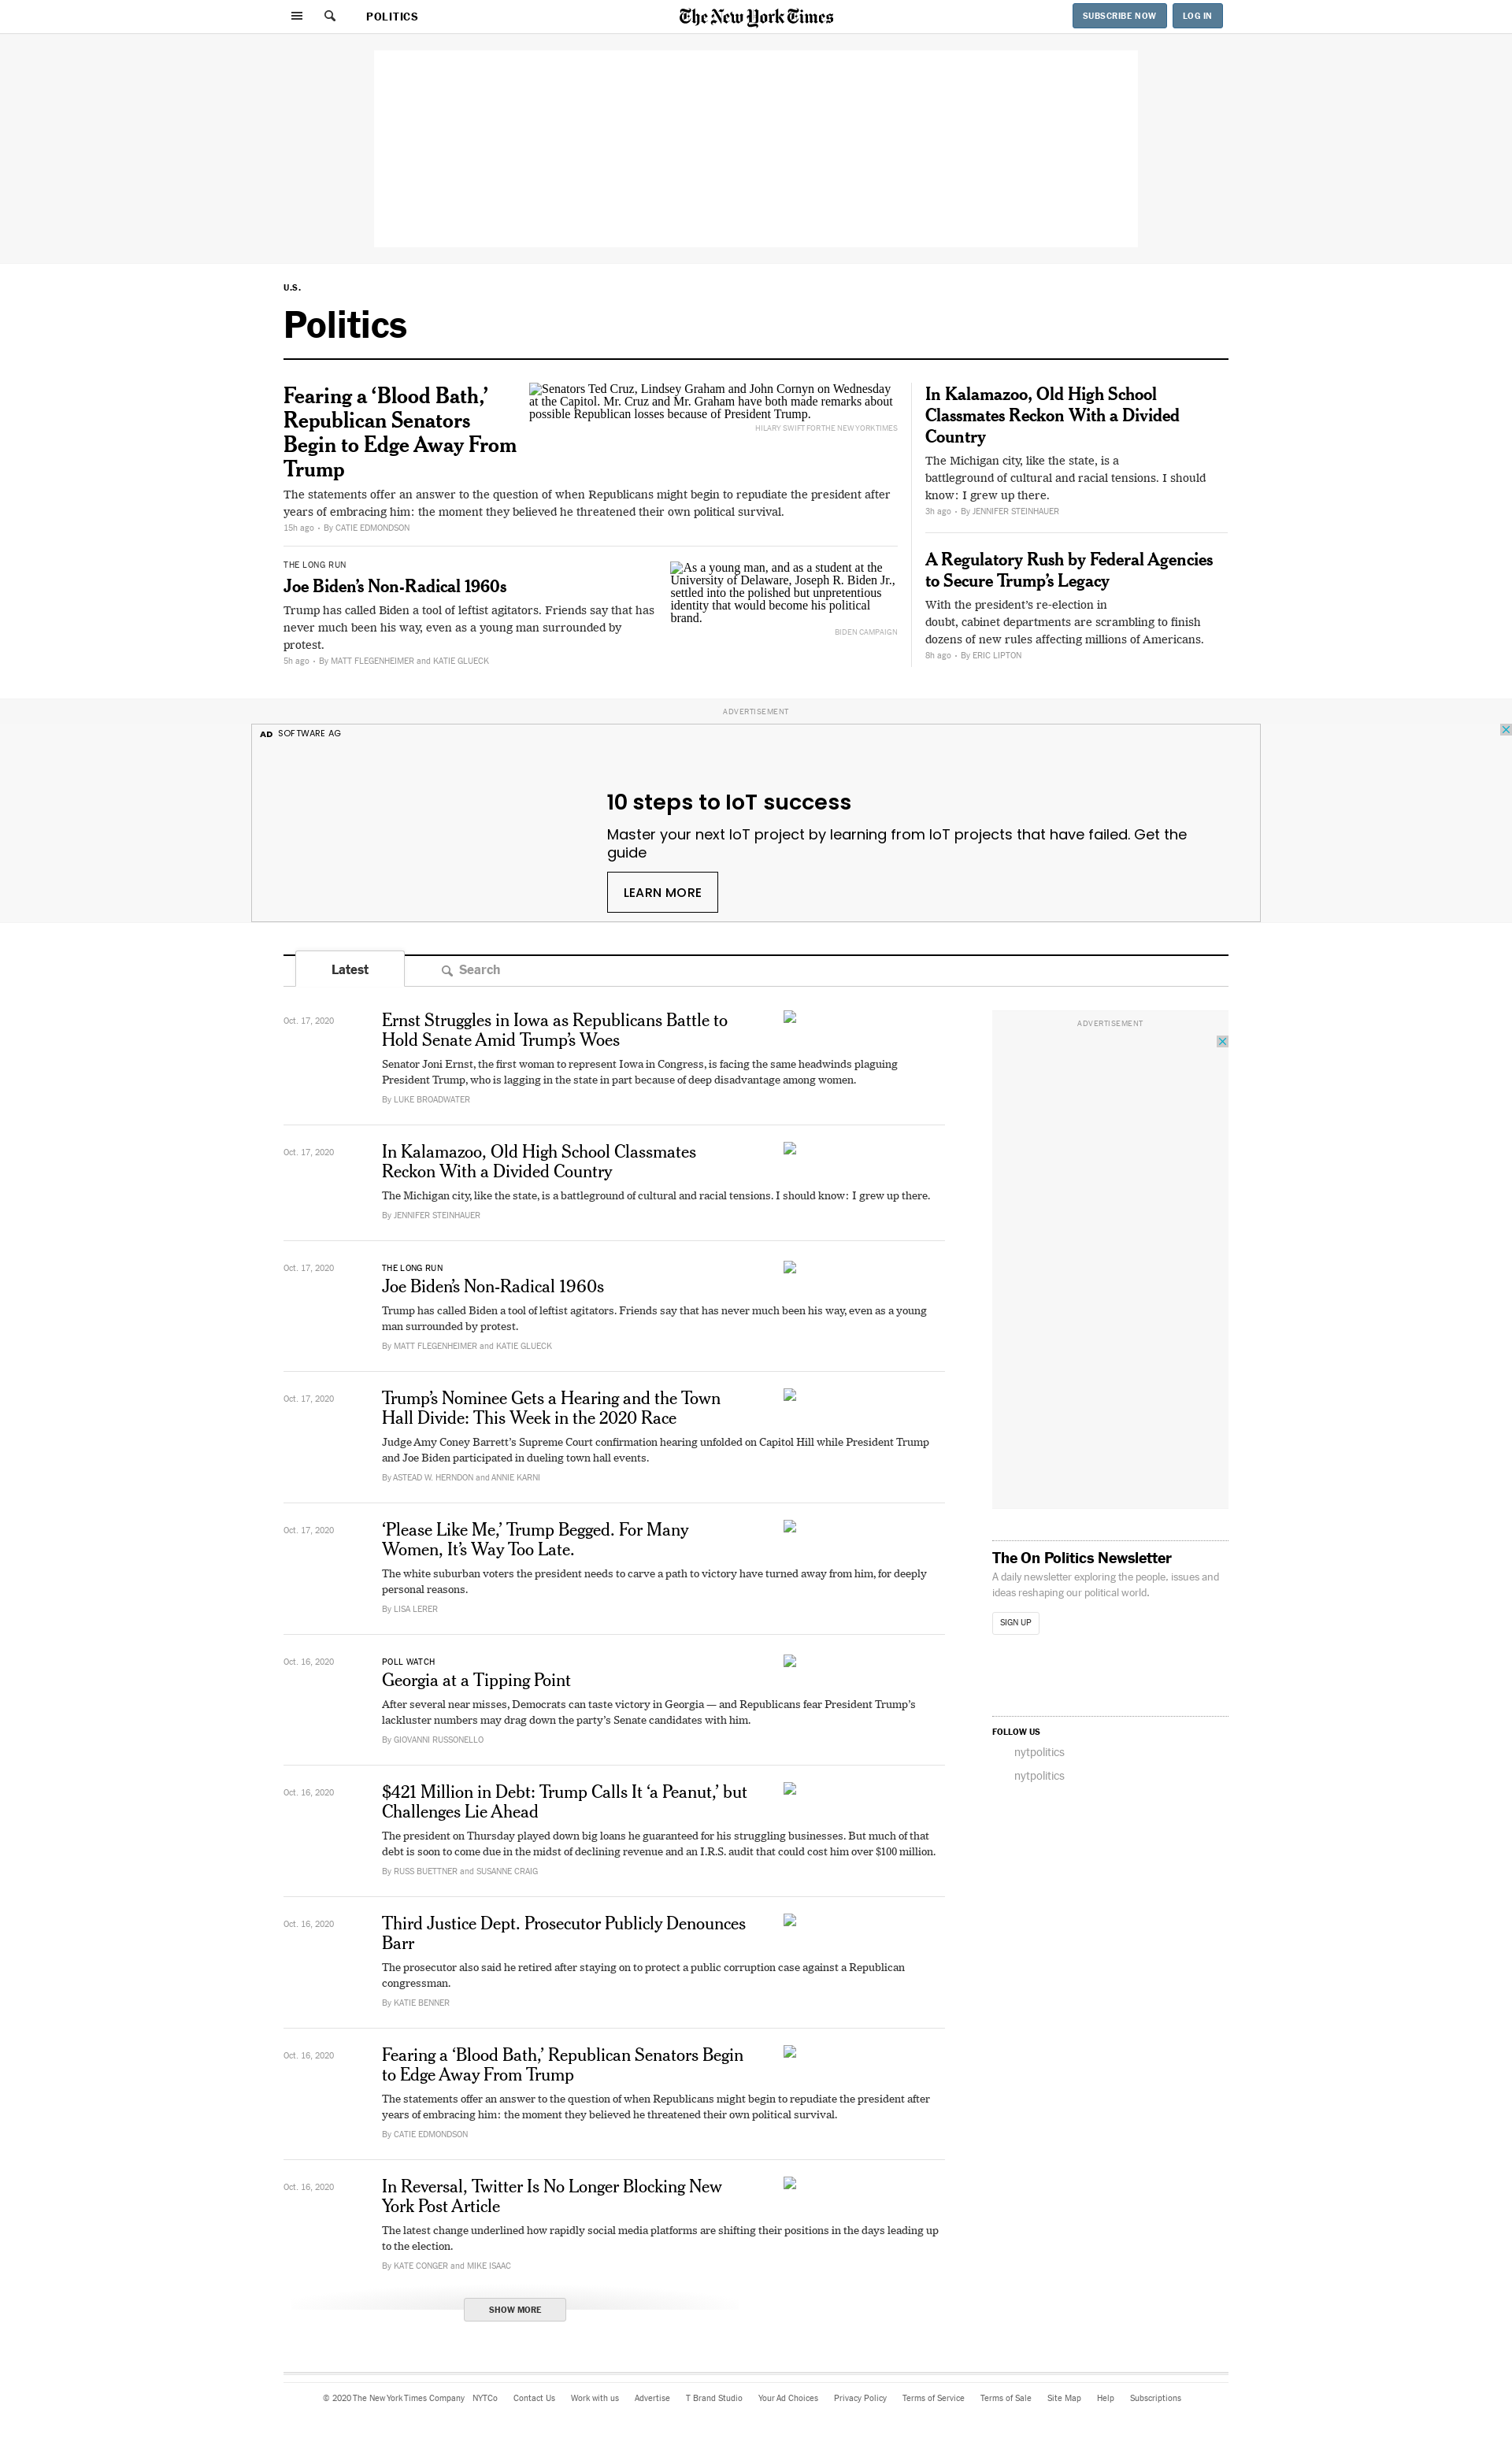 POLITICS
The New York Times
SUBSCRIBE NOW
LOG IN
U.S.
Politics
Fearing a ‘Blood Bath,’
Republican Senators
Begin to Edge Away From
Trump
Senators Ted Cruz, Lindsey Graham and John Cornyn on Wednesday
at the Capitol. Mr. Cruz and Mr. Graham have both made remarks about
possible Republican losses because of President Trump.
HILARY SWIFT FOR THE NEW YORK TIMES
The statements offer an answer to the question of when Republicans might begin to repudiate the president after
years of embracing him: the moment they believed he threatened their own political survival.
15h ago • By CATIE EDMONDSON
THE LONG RUN
Joe Biden’s Non-Radical 1960s
Trump has called Biden a tool of leftist agitators. Friends say that has
never much been his way, even as a young man surrounded by
protest.
5h ago • By MATT FLEGENHEIMER and KATIE GLUECK
As a young man, and as a student at the
University of Delaware, Joseph R. Biden Jr.,
settled into the polished but unpretentious
identity that would become his political
brand.
BIDEN CAMPAIGN
In Kalamazoo, Old High School
Classmates Reckon With a Divided
Country
The Michigan city, like the state, is a
battleground of cultural and racial tensions. I should
know: I grew up there.
3h ago • By JENNIFER STEINHAUER
A Regulatory Rush by Federal Agencies
to Secure Trump’s Legacy
With the president’s re-election in
doubt, cabinet departments are scrambling to finish
dozens of new rules affecting millions of Americans.
8h ago • By ERIC LIPTON
ADVERTISEMENT
AD SOFTWARE AG
10 steps to IoT success
Master your next IoT project by learning from IoT projects that have failed. Get the
guide
LEARN MORE
Latest
Search
Oct. 17, 2020
Ernst Struggles in Iowa as Republicans Battle to
Hold Senate Amid Trump’s Woes
Senator Joni Ernst, the first woman to represent Iowa in Congress, is facing the same headwinds plaguing
President Trump, who is lagging in the state in part because of deep disadvantage among women.
By LUKE BROADWATER
Oct. 17, 2020
In Kalamazoo, Old High School Classmates
Reckon With a Divided Country
The Michigan city, like the state, is a battleground of cultural and racial tensions. I should know: I grew up there.
By JENNIFER STEINHAUER
Oct. 17, 2020
THE LONG RUN
Joe Biden’s Non-Radical 1960s
Trump has called Biden a tool of leftist agitators. Friends say that has never much been his way, even as a young
man surrounded by protest.
By MATT FLEGENHEIMER and KATIE GLUECK
Oct. 17, 2020
Trump’s Nominee Gets a Hearing and the Town
Hall Divide: This Week in the 2020 Race
Judge Amy Coney Barrett’s Supreme Court confirmation hearing unfolded on Capitol Hill while President Trump
and Joe Biden participated in dueling town hall events.
By ASTEAD W. HERNDON and ANNIE KARNI
Oct. 17, 2020
‘Please Like Me,’ Trump Begged. For Many
Women, It’s Way Too Late.
The white suburban voters the president needs to carve a path to victory have turned away from him, for deeply
personal reasons.
By LISA LERER
Oct. 16, 2020
POLL WATCH
Georgia at a Tipping Point
After several near misses, Democrats can taste victory in Georgia — and Republicans fear President Trump’s
lackluster numbers may drag down the party’s Senate candidates with him.
By GIOVANNI RUSSONELLO
Oct. 16, 2020
$421 Million in Debt: Trump Calls It ‘a Peanut,’ but
Challenges Lie Ahead
The president on Thursday played down big loans he guaranteed for his struggling businesses. But much of that
debt is soon to come due in the midst of declining revenue and an I.R.S. audit that could cost him over $100 million.
By RUSS BUETTNER and SUSANNE CRAIG
Oct. 16, 2020
Third Justice Dept. Prosecutor Publicly Denounces
Barr
The prosecutor also said he retired after staying on to protect a public corruption case against a Republican
congressman.
By KATIE BENNER
Oct. 16, 2020
Fearing a ‘Blood Bath,’ Republican Senators Begin
to Edge Away From Trump
The statements offer an answer to the question of when Republicans might begin to repudiate the president after
years of embracing him: the moment they believed he threatened their own political survival.
By CATIE EDMONDSON
Oct. 16, 2020
In Reversal, Twitter Is No Longer Blocking New
York Post Article
The latest change underlined how rapidly social media platforms are shifting their positions in the days leading up
to the election.
By KATE CONGER and MIKE ISAAC
SHOW MORE
ADVERTISEMENT
The On Politics Newsletter
A daily newsletter exploring the people, issues and
ideas reshaping our political world.
SIGN UP
FOLLOW US
nytpolitics
nytpolitics
© 2020 The New York Times Company NYTCo Contact Us Work with us Advertise T Brand Studio Your Ad Choices Privacy Policy Terms of Service Terms of Sale Site Map Help Subscriptions